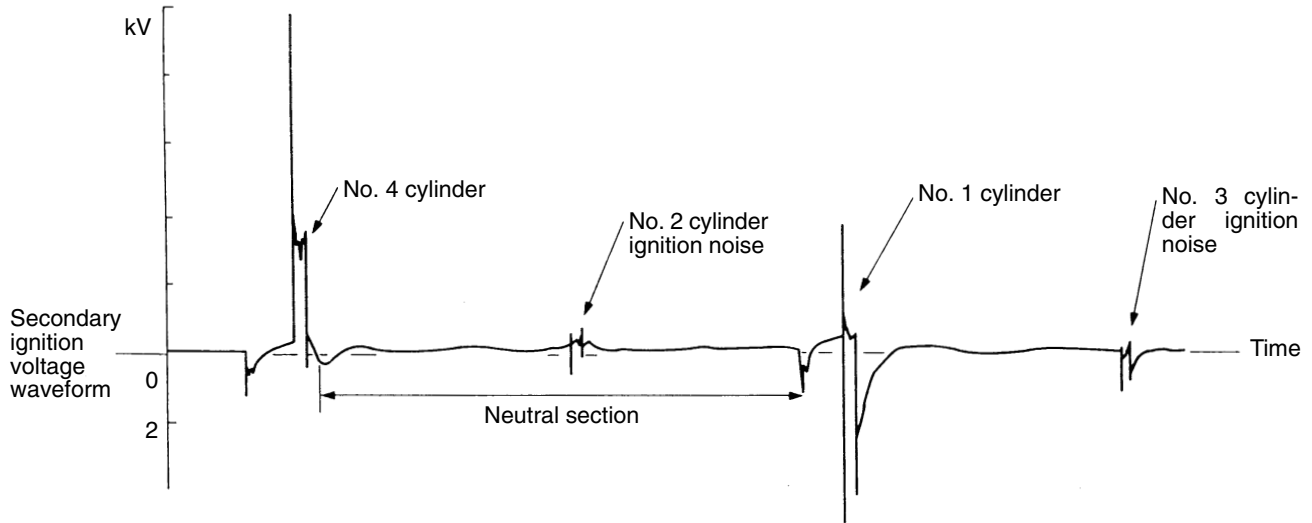 kV
No. 4 cylinder
No. 2 cylinder
ignition noise
No. 1 cylinder
No. 3 cylin-
der ignition
noise
Secondary
ignition
voltage
waveform
0
2
Time
Neutral section